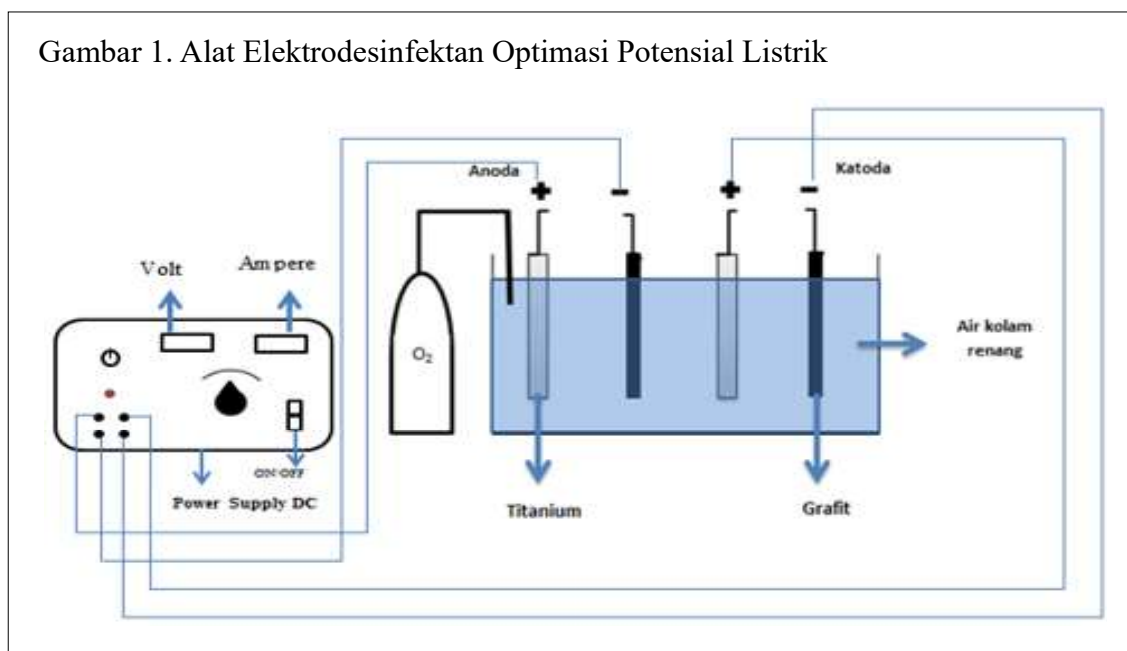 Gambar 1. Alat Elektrodesinfektan Optimasi Potensial Listrik
Anoda
+
-
+
-
Katoda
Volt
Ampere
O2
Air kolam
renang
ON OFF
Power Supply DC
Titanium
Grafit